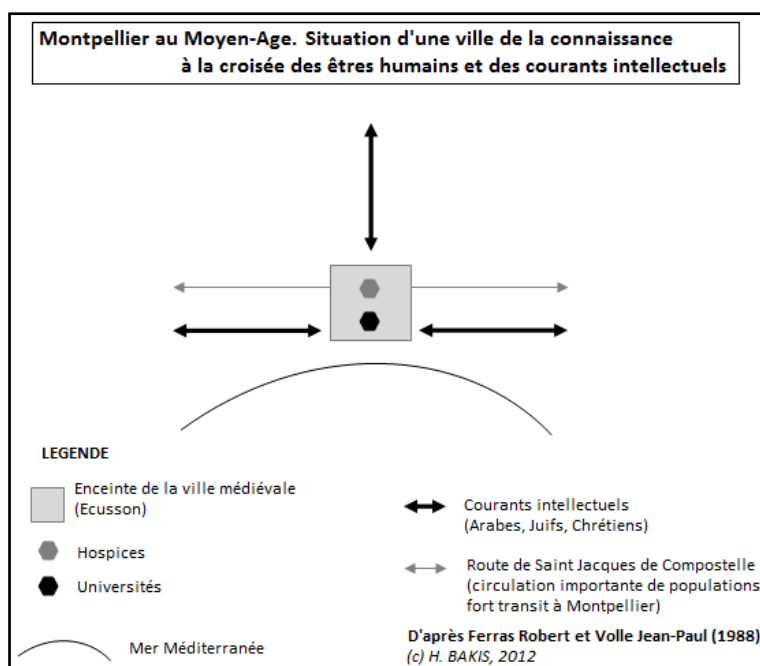 Montpellier au Moyen-Age. Situation d'une ville de la connaissance
à la croisée des êtres humains et des courants intellectuels
LEGENDE
Enceinte de la ville médiévale
(Ecusson)
Hospices
Universités
Mer Méditerranée
Courants intellectuels
(Arabes, Juifs, Chrétiens)
Route de Saint Jacques de Compostelle
(circulation importante de populations
fort transit à Montpellier)
D'après Ferras Robert et Volle Jean-Paul (1988)
(c) H. BAKIS, 2012